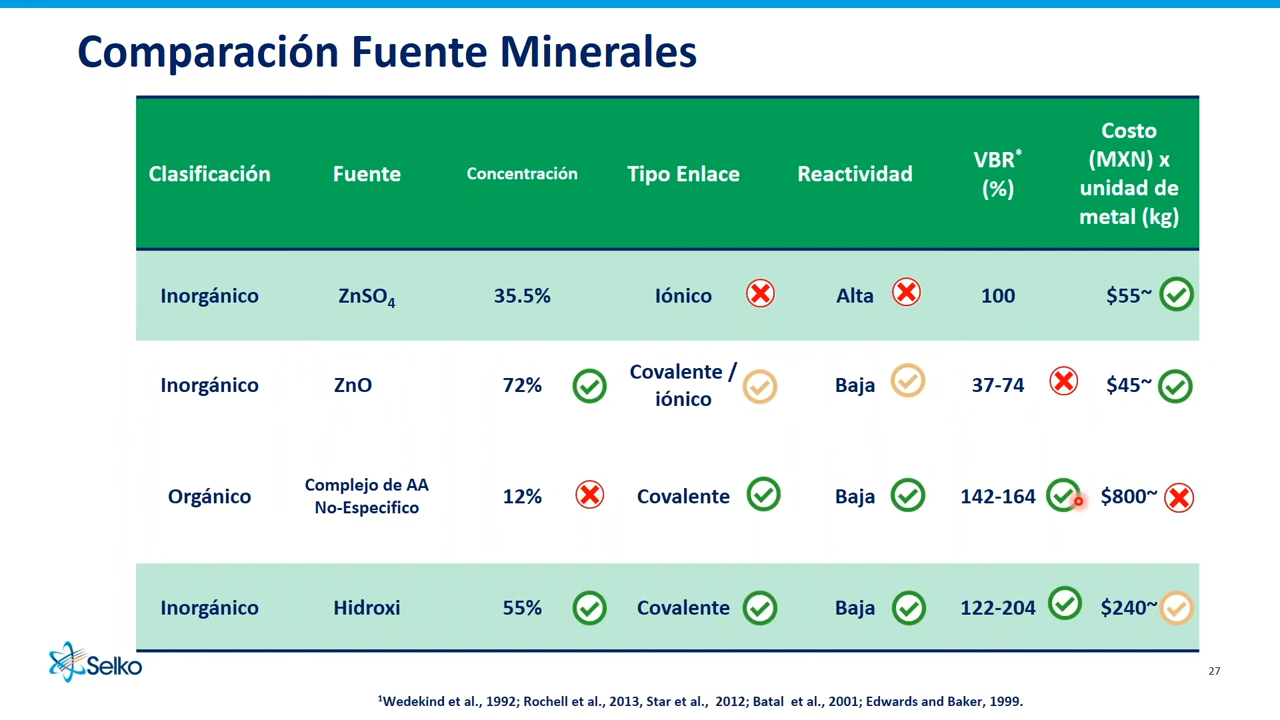 Comparación Fuente Minerales
Clasificación
Fuente
Concentración
Tipo Enlace
Reactividad
VBR*
(%)
Costo
(MXN) x
unidad de
metal (kg)
Inorgánico
ZnSO4
35.5%
Iónico
Alta
100
$55~
Inorgánico
ZnO
72%
Covalente /
iónico
Baja
37-74
$45~
Orgánico
Complejo de AA
No-Especifico
12%
Covalente
Baja
142-164
$800~
Inorgánico
Hidroxi
55%
Covalente
Baja
122-204
$240~
Selko
27
¹Wedekind et al., 1992; Rochell et al., 2013, Star et al., 2012; Batal et al., 2001; Edwards and Baker, 1999.